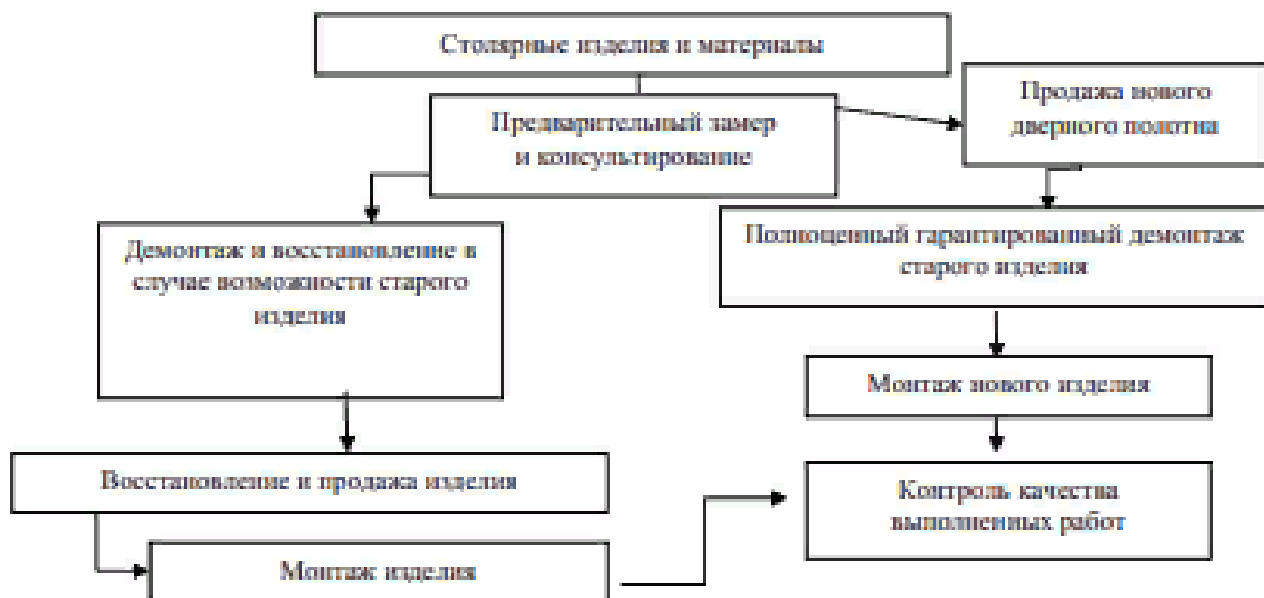 Столярные изделия и материалы
Продажа нового
дверного полотна
Предварительный замер
и консультирование
Демонтаж и восстановление в
случае возможности старого
изделия
Полноценный гарантированный демонтаж
старого изделия
Монтаж нового изделия
Восстановление и продажа изделия
Контроль качества
выполненных работ
Монтаж изделия